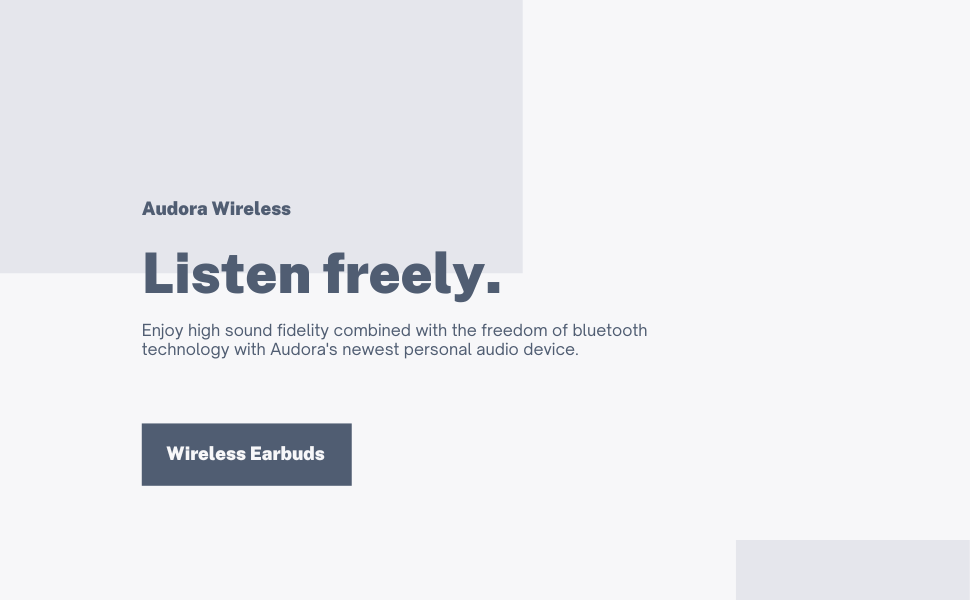 Audora Wireless
Listen freely.
Enjoy high sound fidelity combined with the freedom of bluetooth
technology with Audora's newest personal audio device.
Wireless Earbuds